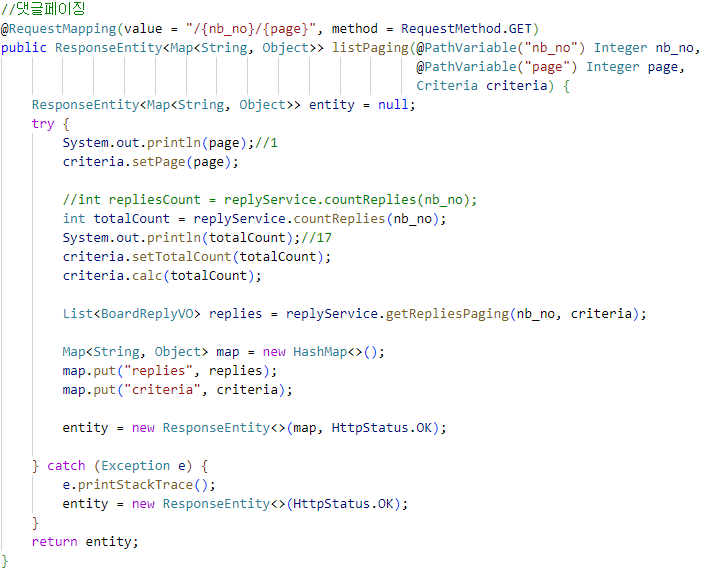 //댓글페이징
@RequestMapping(value = "/{nb_no}/{page}", method = RequestMethod.GET)
public ResponseEntity<Map<String, Object>> listPaging(@PathVariable("nb_no") Integer nb_no,
@PathVariable("page") Integer page,
Criteria criteria) {
ResponseEntity<Map<String, Object>> entity = null;
try {
System.out.println(page);//1
criteria.setPage(page);
//int repliesCount = replyService.countReplies(nb_no);
int totalCount = replyService.countReplies(nb_no);
System.out.println(totalCount);//17
criteria.setTotalCount(totalCount);
criteria.calc(totalCount);
List<BoardReplyVO> replies = replyService.getRepliesPaging(nb_no, criteria);
Map<String, Object> map = new HashMap<>();
map.put("replies", replies);
map.put("criteria", criteria);
entity = new ResponseEntity<>(map, HttpStatus.OK);
} catch (Exception e) {
e.printStackTrace();
entity = new ResponseEntity<>(HttpStatus.OK);
}
return entity;
}